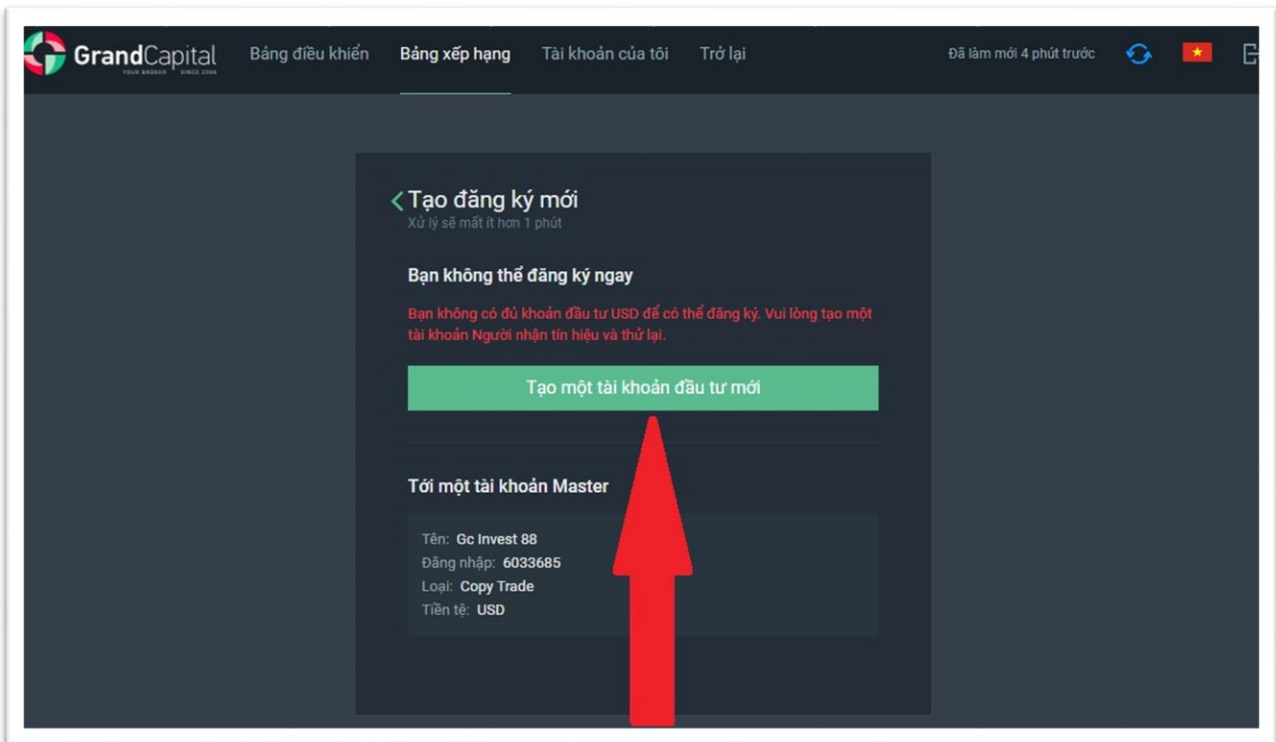 GrandCapital
YOUR BROKER SINCE 2006
Bảng điều khiển
Bảng xếp hạng
Tài khoản của tôi
Trở lại
Đã làm mới 4 phút trước
Tạo đăng ký mới
Xử lý sẽ mất ít hơn 1 phút
Bạn không thể đăng ký ngay
Bạn không có đủ khoản đầu tư USD để có thể đăng ký. Vui lòng tạo một
tài khoản Người nhận tín hiệu và thử lại.
Tạo một tài khoản đầu tư mới
Tới một tài khoản Master
Tên: Gc Invest 88
Đăng nhập: 6033685
Loại: Copy Trade
Tiền tệ: USD